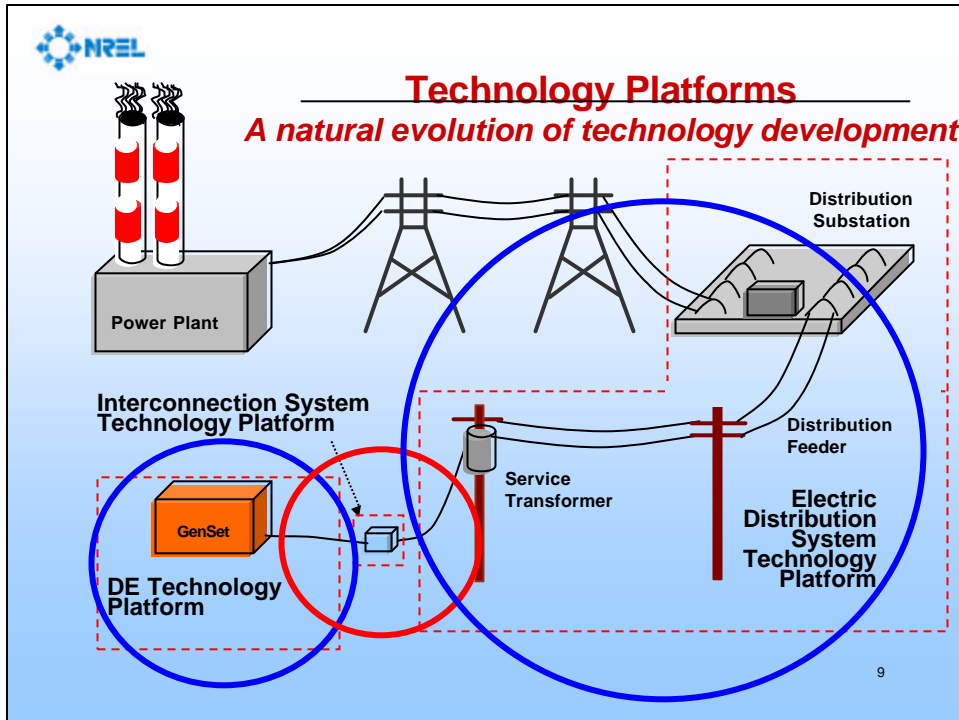 NREL
Technology Platforms
A natural evolution of technology development
Distribution
Substation
Power Plant
Interconnection System
Technology Platform
Distribution
Feeder
Service
Transformer
Electric
Distribution
System
Technology
Platform
GenSet
DE Technology
Platform
9